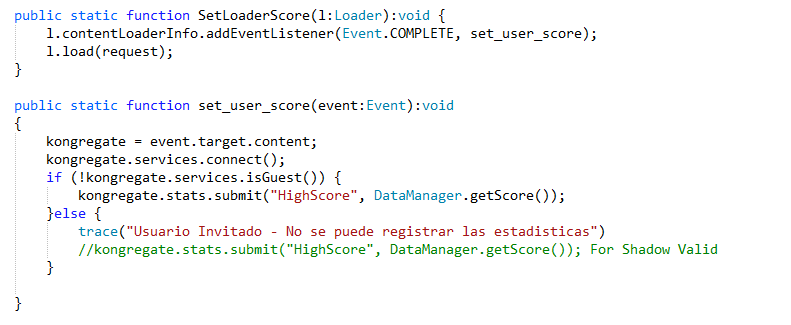 public static function SetLoaderScore(l:Loader):void {
l.contentLoaderInfo.addEventListener(Event.COMPLETE, set_user_score);
l.load(request);
}
public static function set_user_score(event:Event):void
{
kongregate = event.target.content;
kongregate.services.connect();
if (!kongregate.services.isGuest()) {
kongregate.stats.submit("HighScore", DataManager.getScore());
}else {
trace("Usuario Invitado - No se puede registrar las estadisticas")
//kongregate.stats.submit("HighScore", DataManager.getScore()); For Shadow Valid
}
}